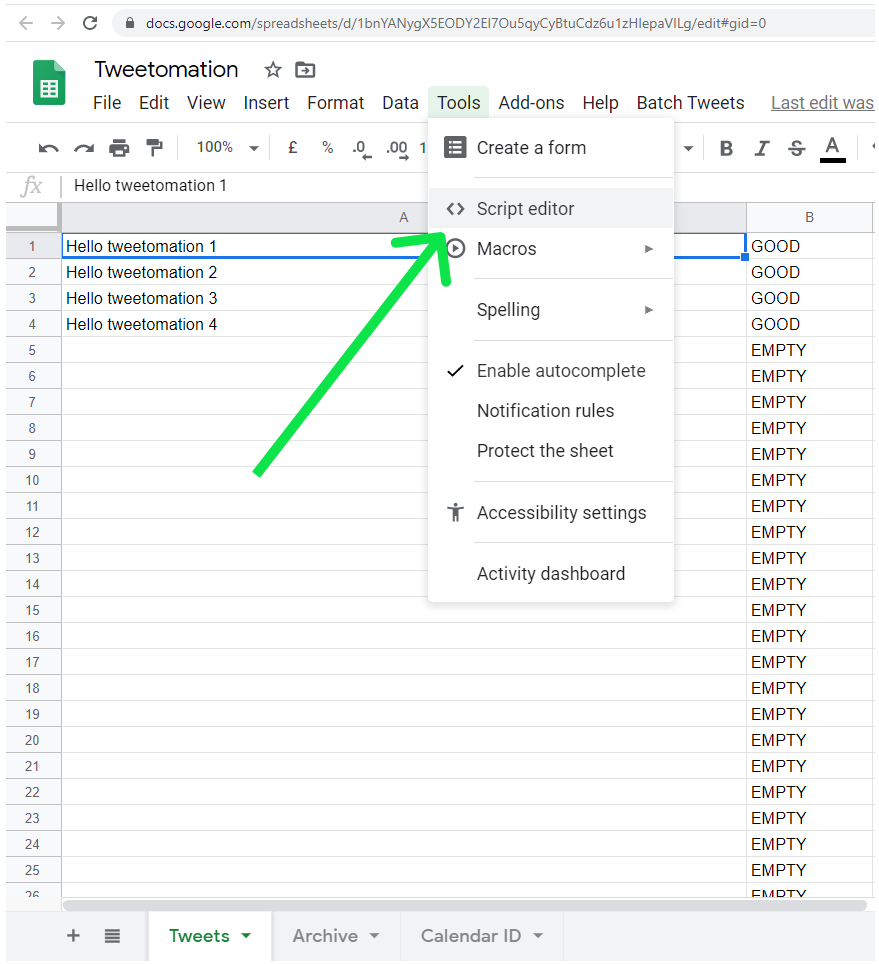 docs.google.com/spreadsheets/d/1bnYANygX5EODY2EI7Ou5qyCyBtuCdz6u1zHIepaVILg/edit#gid=0
Tweetomation
File Edit View Insert Format Data Tools Add-ons Help Batch Tweets Last edit was
100% £ % .0 .00 1 B I S A
fx Hello tweetomation 1
A B
1 Hello tweetomation 1 GOOD
2 Hello tweetomation 2 GOOD
3 Hello tweetomation 3 GOOD
4 Hello tweetomation 4 GOOD
5 EMPTY
6 EMPTY
7 EMPTY
8 EMPTY
9 EMPTY
10 EMPTY
11 EMPTY
12 EMPTY
13 EMPTY
14 EMPTY
15 EMPTY
16 EMPTY
17 EMPTY
18 EMPTY
19 EMPTY
20 EMPTY
21 EMPTY
22 EMPTY
23 EMPTY
24 EMPTY
25 EMPTY
26 EMPTY
Create a form
Script editor
Macros
Spelling
Enable autocomplete
Notification rules
Protect the sheet
Accessibility settings
Activity dashboard
Tweets Archive Calendar ID